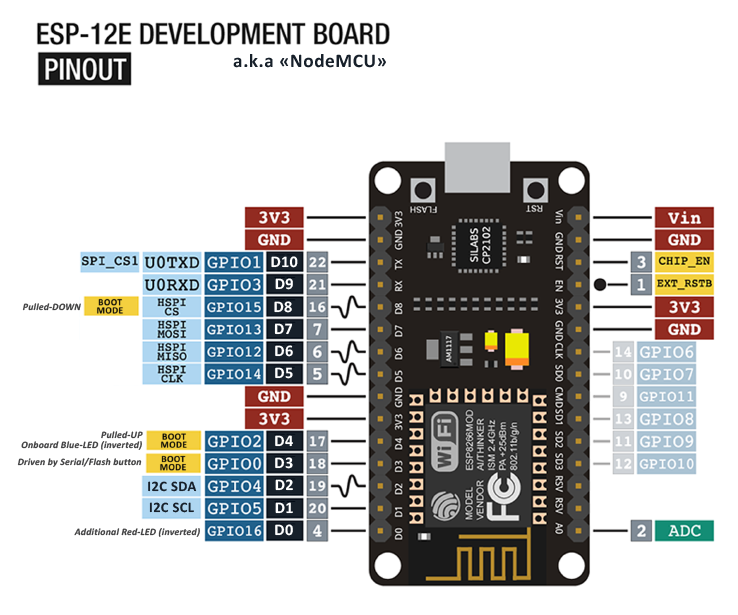 ESP-12E DEVELOPMENT BOARD
PINOUT
a.k.a «NodeMCU»
FLASH
RST
3V3
GND
SPI_CS1 U0TXD GPIO1 D10 22
U0RXD GPIO3 D9 21
Pulled-DOWN BOOT MODE HSPI CS GPIO15 D8 16
HSPI MOSI GPIO13 D7 7
HSPI MISO GPIO12 D6 6
HSPI CLK GPIO14 D5 5
GND
3V3
Pulled-UP
Onboard Blue-LED (inverted) BOOT MODE GPIO2 D4 17
Driven by Serial/Flash button BOOT MODE GPIO0 D3 18
I2C SDA GPIO4 D2 19
I2C SCL GPIO5 D1 20
Additional Red-LED (inverted) GPIO16 D0 4
3V3
GND
TX
RX
D8
D7
D6
D5
GND
3V3
D4
D3
D2
D1
D0
SILABS
CP2102
AM1117
WiFi
ESP8266MOD
AI/THINKER
ISM 2.4GHz
PA +25dBm
802.11b/g/n
MODEL
VENDOR
FC
Vin
GND
RST
EN
3V3
GND
CLK
SD0
CMD
SD1
SD2
SD3
RSV
RSV
A0
Vin
GND
3 CHIP_EN
1 EXT_RSTB
3V3
GND
14 GPIO6
10 GPIO7
9 GPIO11
13 GPIO8
11 GPIO9
12 GPIO10
2 ADC